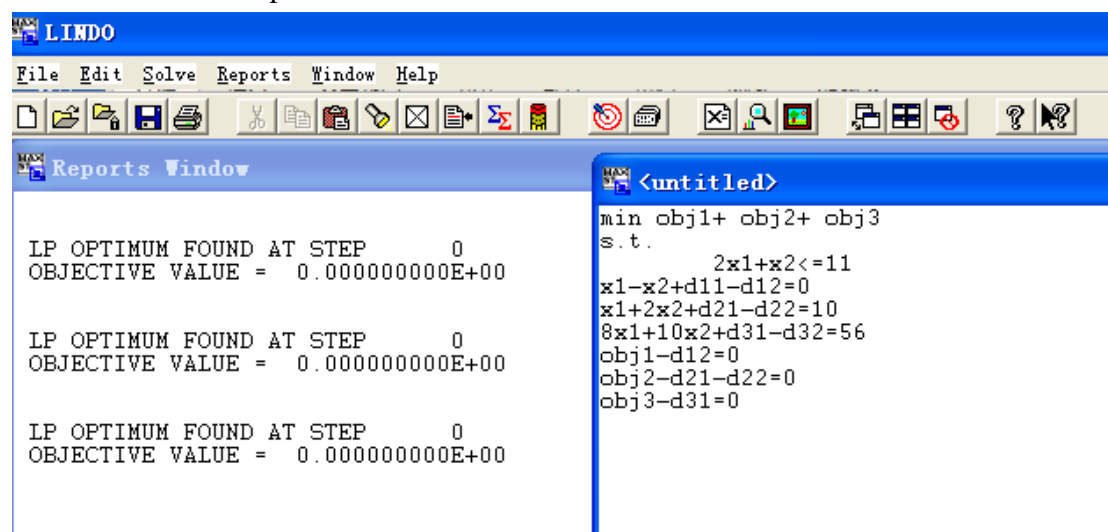 LINDO
File Edit Solve Reports Window Help
Reports Window
LP OPTIMUM FOUND AT STEP 0
OBJECTIVE VALUE = 0.000000000E+00
LP OPTIMUM FOUND AT STEP 0
OBJECTIVE VALUE = 0.000000000E+00
LP OPTIMUM FOUND AT STEP 0
OBJECTIVE VALUE = 0.000000000E+00
<untitled>
min obj1+ obj2+ obj3
s.t.
2x1+x2<=11
x1-x2+d11-d12=0
x1+2x2+d21-d22=10
8x1+10x2+d31-d32=56
obj1-d12=0
obj2-d21-d22=0
obj3-d31=0